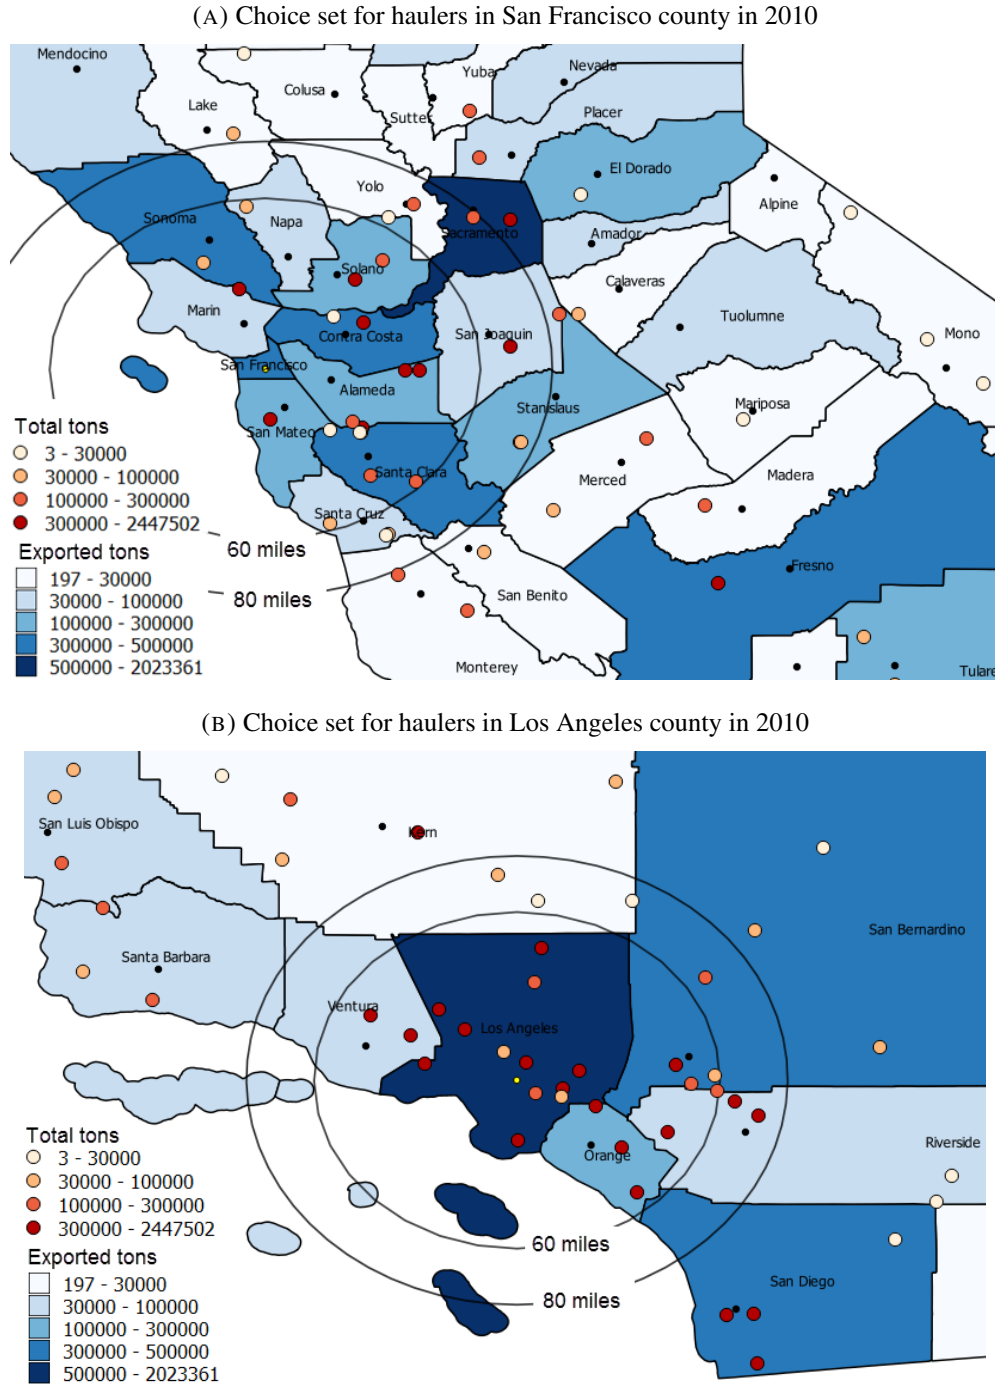 (A) Choice set for haulers in San Francisco county in 2010
Mendocino
Nevada
Yuba
Colusa
Lake
Sutter
Placer
El Dorado
Yolo
Alpine
Sonoma
Napa
Sacramento
Amador
Solano
Calaveras
Marin
Contra Costa
San Joaquin
Tuolumne
Mono
San Francisco
Alameda
Stanislaus
Mariposa
San Mateo
Santa Clara
Merced
Madera
Santa Cruz
Fresno
San Benito
Monterey
Tulare
Total tons
3 - 30000
30000 - 100000
100000 - 300000
300000 - 2447502
Exported tons
197 - 30000
30000 - 100000
100000 - 300000
300000 - 500000
500000 - 2023361
60 miles
80 miles
(B) Choice set for haulers in Los Angeles county in 2010
San Luis Obispo
Kern
San Bernardino
Santa Barbara
Ventura
Los Angeles
Riverside
Orange
San Diego
60 miles
80 miles
Total tons
3 - 30000
30000 - 100000
100000 - 300000
300000 - 2447502
Exported tons
197 - 30000
30000 - 100000
100000 - 300000
300000 - 500000
500000 - 2023361